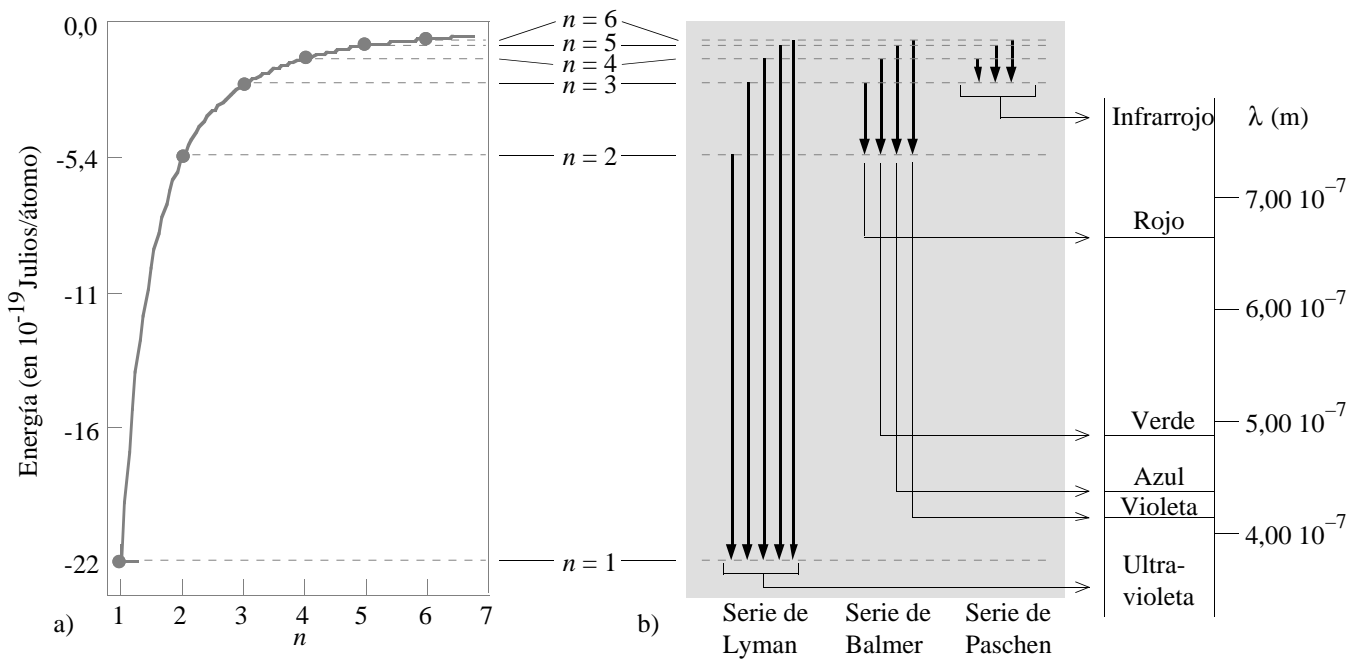 Energía (en 10⁻¹⁹ Julios/átomo)
0,0
-5,4
-11
-16
-22
1 2 3 4 5 6 7
n
a)
n = 6
n = 5
n = 4
n = 3
n = 2
n = 1
b)
Serie de
Lyman
Serie de
Balmer
Serie de
Paschen
Infrarrojo
λ (m)
7,00 10⁻⁷
Rojo
6,00 10⁻⁷
Verde
5,00 10⁻⁷
Azul
Violeta
4,00 10⁻⁷
Ultra-
violeta